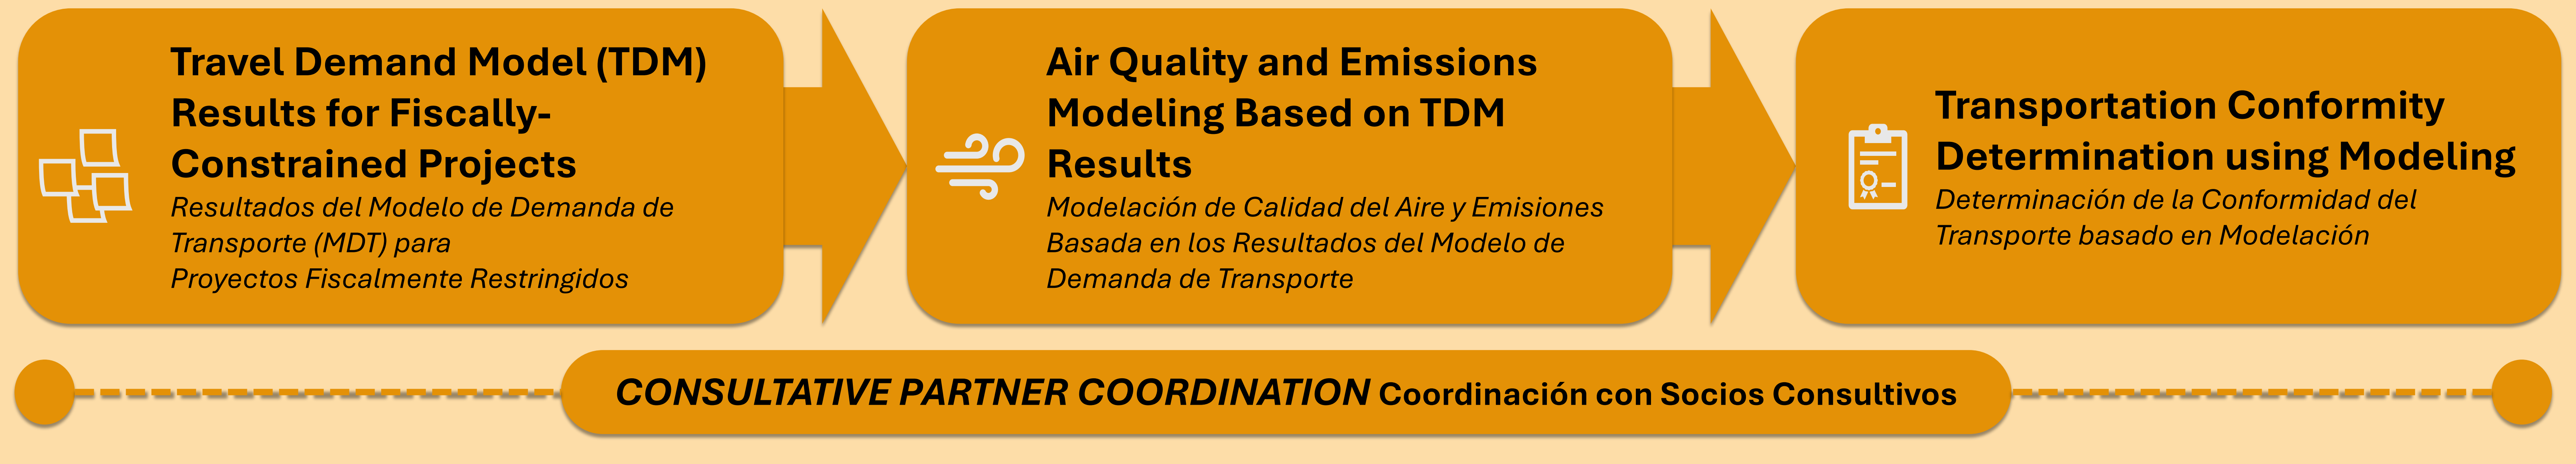 Travel Demand Model (TDM)
Results for Fiscally-
Constrained Projects
Resultados del Modelo de Demanda de
Transporte (MDT) para
Proyectos Fiscalmente Restringidos
Air Quality and Emissions
Modeling Based on TDM
Results
Modelación de Calidad del Aire y Emisiones
Basada en los Resultados del Modelo de
Demanda de Transporte
Transportation Conformity
Determination using Modeling
Determinación de la Conformidad del
Transporte basado en Modelación
CONSULTATIVE PARTNER COORDINATION Coordinación con Socios Consultivos